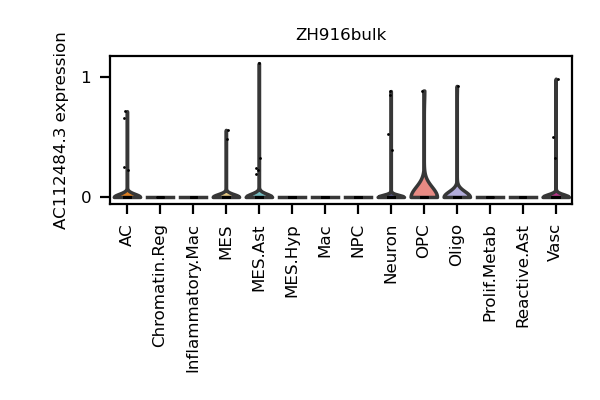 ZH916bulk
AC112484.3 expression
1
0
AC
Chromatin.Reg
Inflammatory.Mac
MES
MES.Ast
MES.Hyp
Mac
NPC
Neuron
OPC
Oligo
Prolif.Metab
Reactive.Ast
Vasc